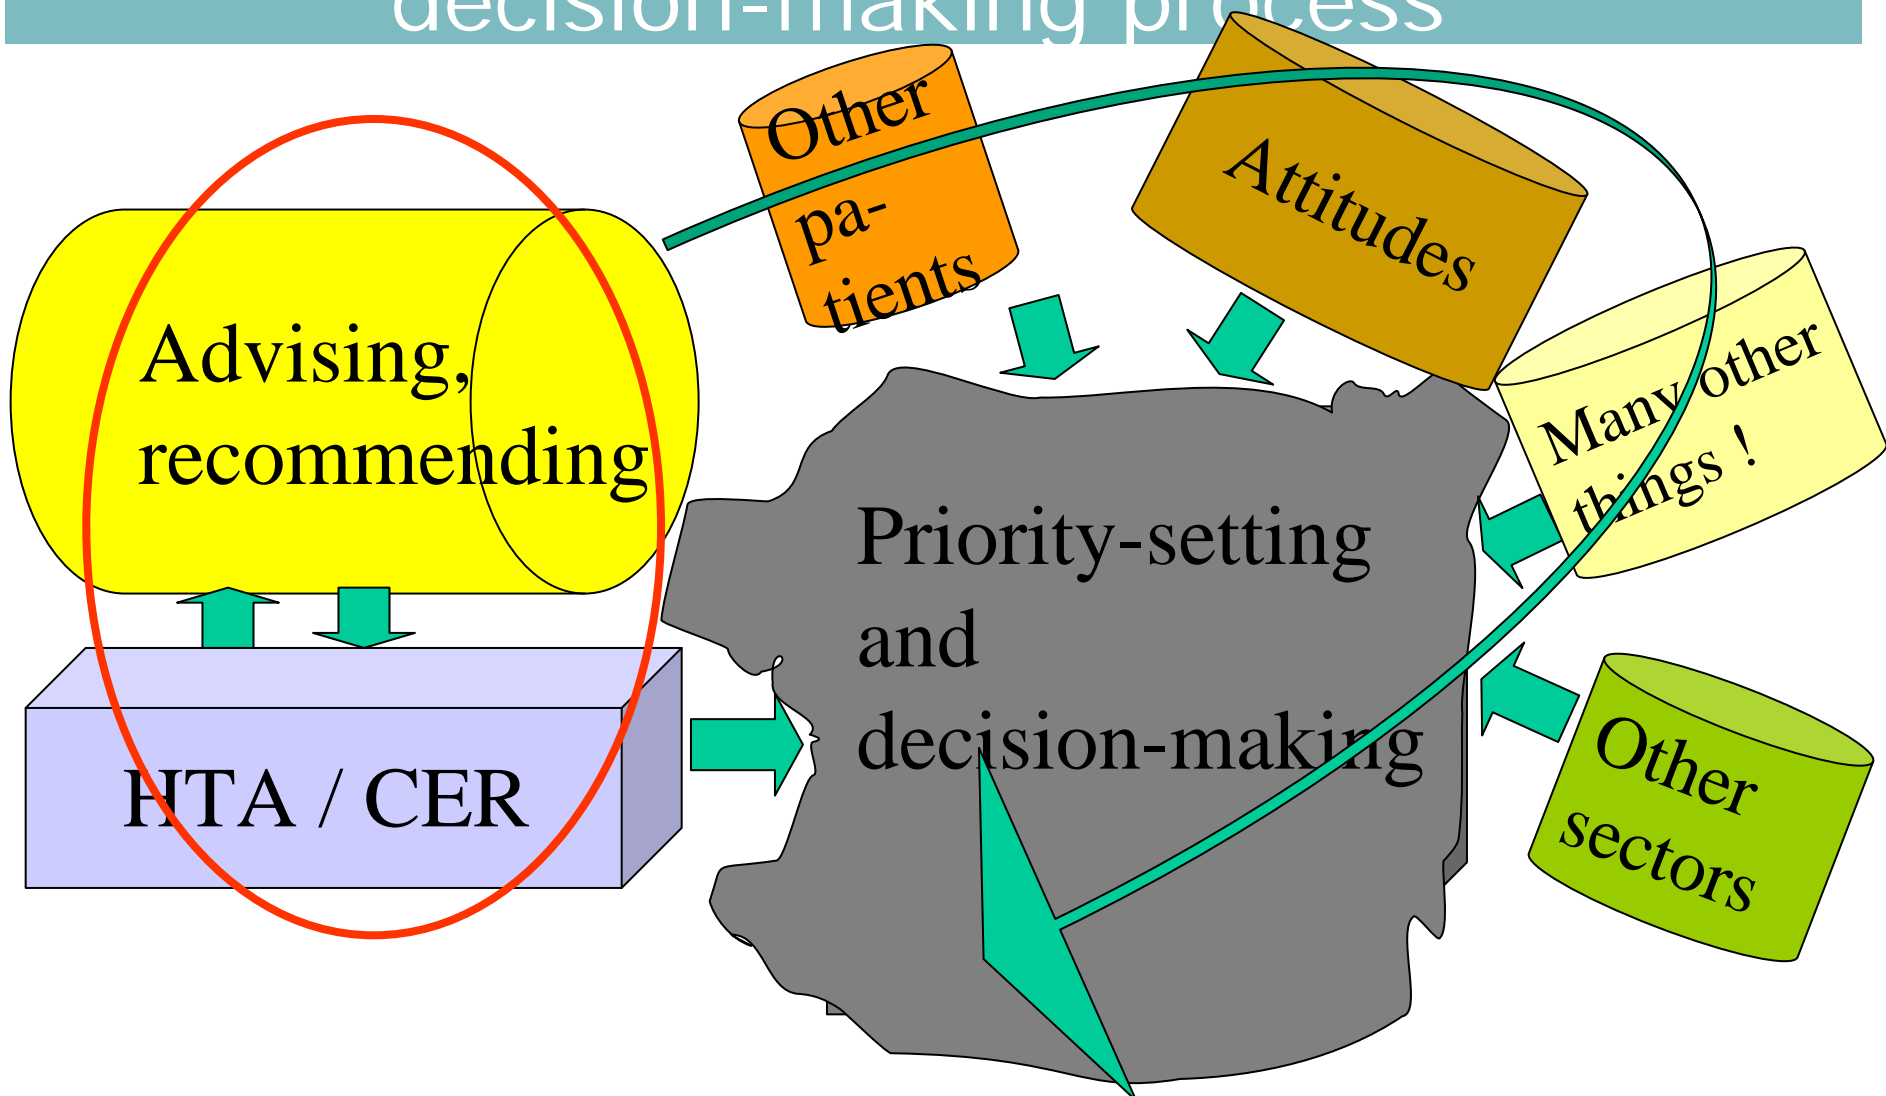 decision-making process
Other
pa-
tients
Attitudes
Many other
things !
Advising,
recommending
Priority-setting
and
decision-making
HTA / CER
Other
sectors